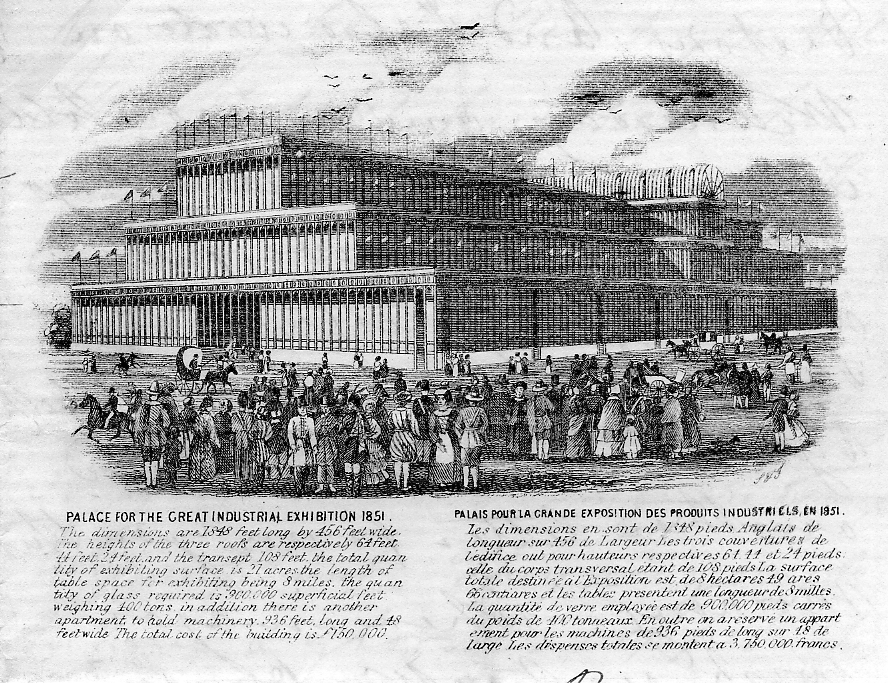 PALACE FOR THE GREAT INDUSTRIAL EXHIBITION 1851.
The dimensions are 1848 feet long by 456 feet wide.
The heights of the three roofs are respectively 64 feet
44 feet, 24 feet, and the transept 108 feet, the total quan
tity of exhibiting surface is 21 acres, the length of
table space for exhibiting being 8 miles, the quan
tity of glass required is 900.000 superficial feet
weighing 400 tons, in addition there is another
apartment to hold machinery, 936 feet, long and 48
feet wide The total cost of the building is £150,000.
PALAIS POUR LA GRANDE EXPOSITION DES PRODUITS INDUSTRIELS, EN 1851.
Les dimensions en sont de 1848 pieds Anglais de
longueur sur 456 de Largeur Les trois couvertures de
l'édifice ont pour hauteurs respectives 64. 44 et 24 pieds.
celle du corps transversal étant de 108 pieds La surface
totale destinée à l'Exposition est de 8 hectares 49 ares
66 centiares et les tables présentent une longueur de 8 milles.
La quantité de verre employée est de 900,000 pieds carrés
du poids de 400 tonneaux. En outre on a réservé un appart
ement pour les machines de 936 pieds de long sur 48 de
large Les dispenses totales se montent a 3,750,000 francs.